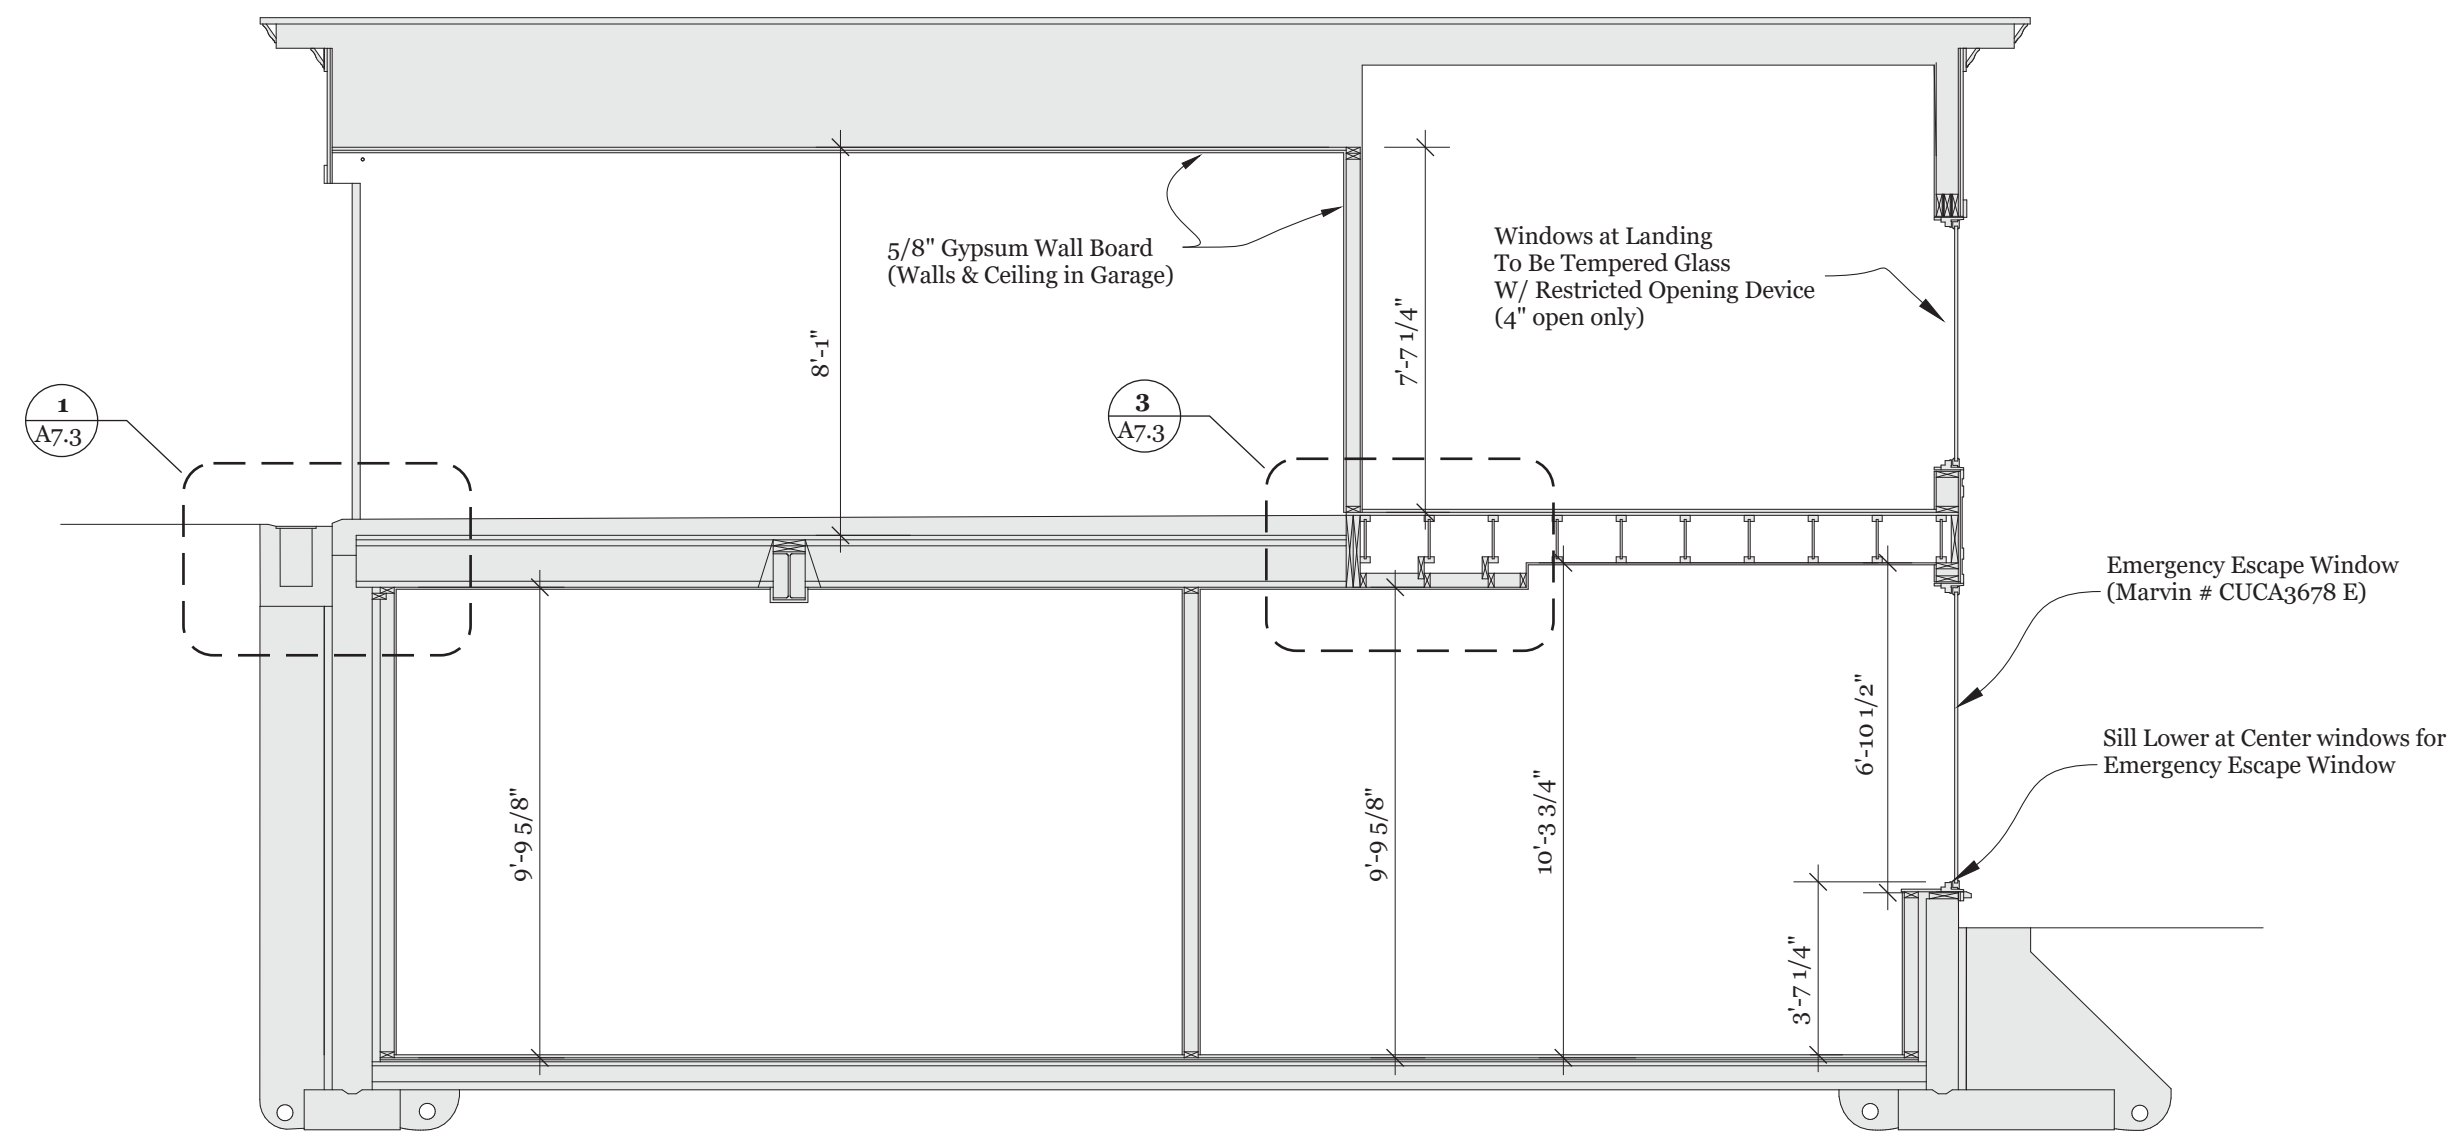 5/8" Gypsum Wall Board
(Walls & Ceiling in Garage)
Windows at Landing
To Be Tempered Glass
W/ Restricted Opening Device
(4" open only)
8'-1"
7'-7 1/4"
1
A7.3
3
A7.3
Emergency Escape Window
(Marvin # CUCA3678 E)
Sill Lower at Center windows for
Emergency Escape Window
9'-9 5/8"
9'-9 5/8"
10'-3 3/4"
6'-10 1/2"
3'-7 1/4"